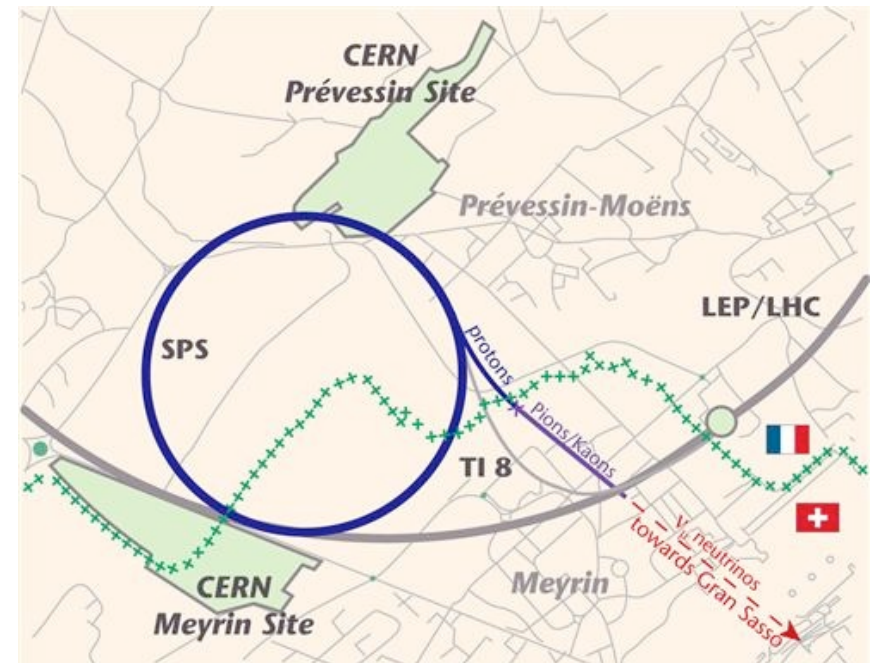 CERN
Prévessin Site
Prévessin-Moëns
LEP/LHC
SPS
protons
Pions/Kaons
TI 8
Vμ neutrinos
towards Gran Sasso
Meyrin
CERN
Meyrin Site